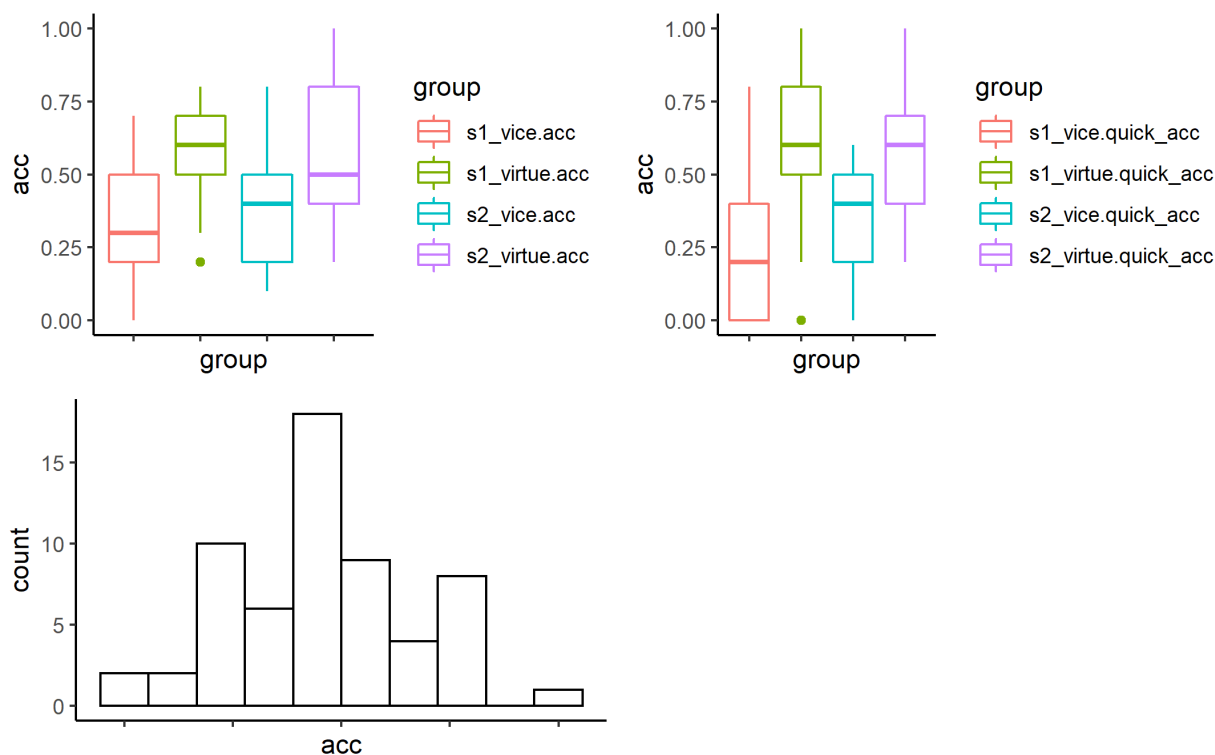 1.00
0.75
0.50
0.25
0.00
acc
group
group
s1_vice.acc
s1_virtue.acc
s2_vice.acc
s2_virtue.acc
1.00
0.75
0.50
0.25
0.00
acc
group
group
s1_vice.quick_acc
s1_virtue.quick_acc
s2_vice.quick_acc
s2_virtue.quick_acc
15
10
5
0
count
acc